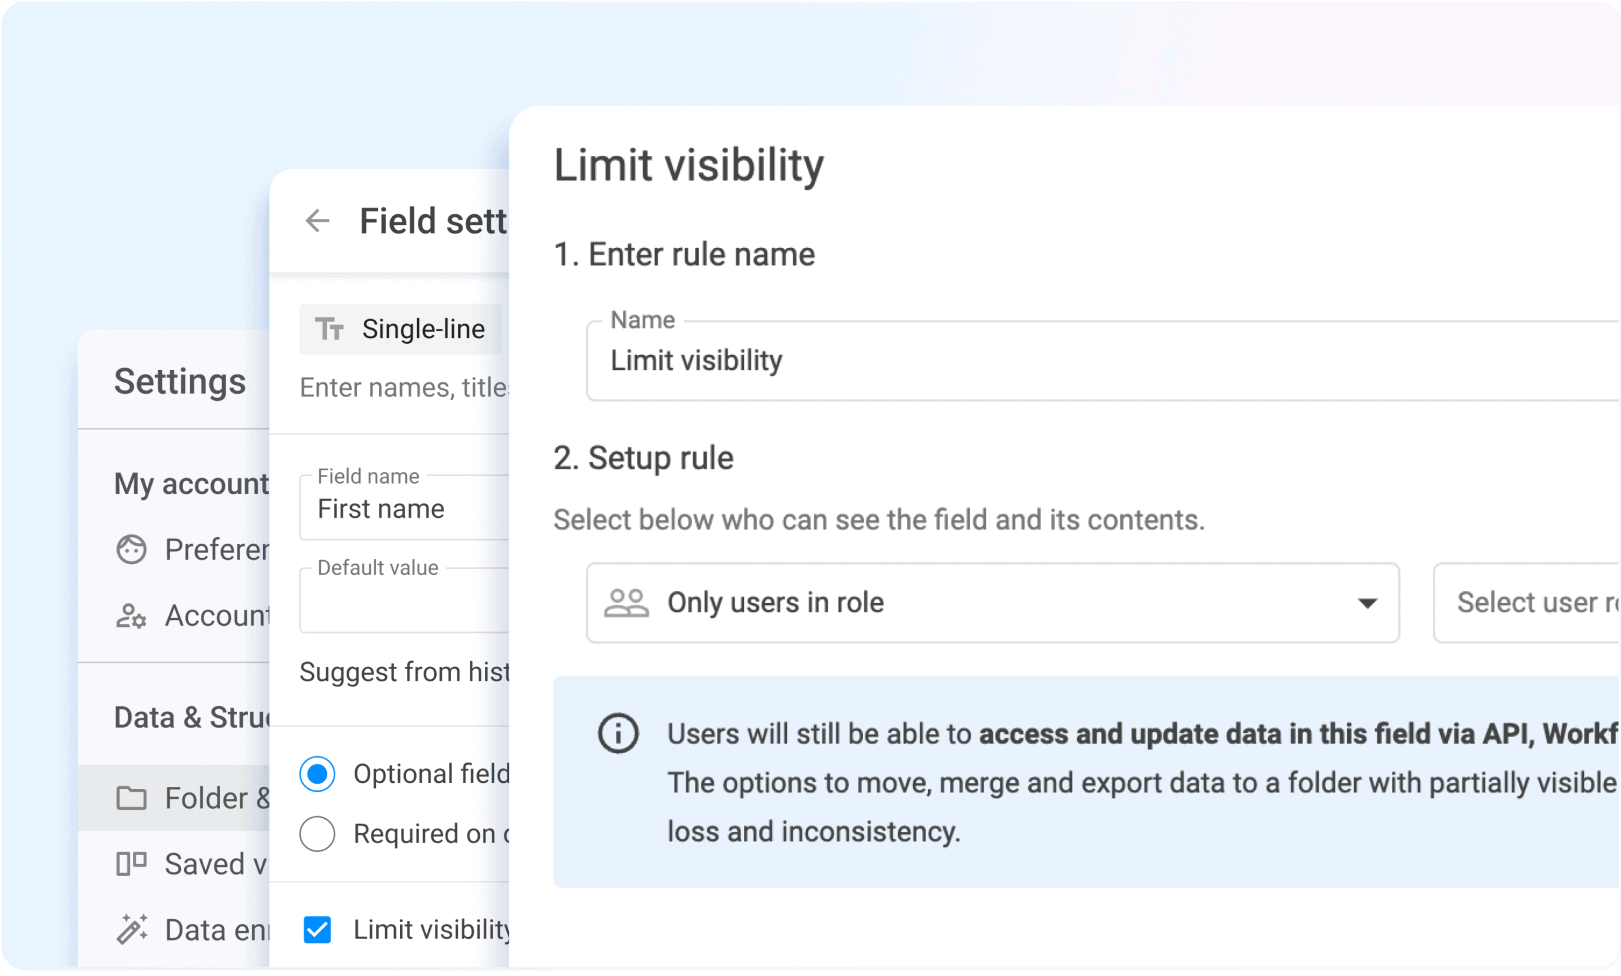 Settings
My account
Preferen
Account
Data & Struc
Folder &
Saved v
Data en
Field sett
Single-line
Enter names, titles
Field name
First name
Default value
Suggest from hist
Optional field
Required on
Limit visibility
Limit visibility
1. Enter rule name
Name
Limit visibility
2. Setup rule
Select below who can see the field and its contents.
Only users in role
Select user ro
Users will still be able to access and update data in this field via API, Workf
The options to move, merge and export data to a folder with partially visible
loss and inconsistency.